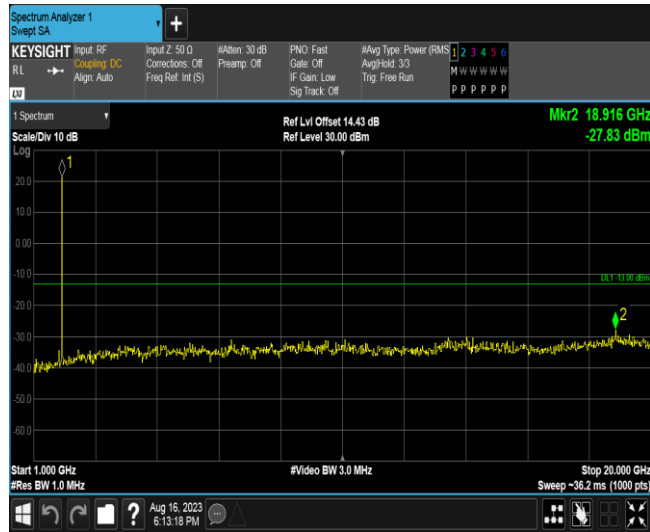 Spectrum Analyzer 1
Swept SA
KEYSIGHT
RL
LXI
Input: RF
Coupling: DC
Align: Auto
Input Z: 50 Ω
Corrections: Off
Freq Ref: Int (S)
#Atten: 30 dB
Preamp: Off
PNO: Fast
Gate: Off
IF Gain: Low
Sig Track: Off
#Avg Type: Power (RMS
Avg|Hold: 3/3
Trig: Free Run
1 2 3 4 5 6
M W W W W W
P P P P P P
1 Spectrum
Scale/Div 10 dB
Log
Ref Lvl Offset 14.43 dB
Ref Level 30.00 dBm
Mkr2 18.916 GHz
-27.83 dBm
1
20.0
10.0
0.00
-10.0
DL1 -13.00 dBm
-20.0
2
-30.0
-40.0
-50.0
-60.0
Start 1.000 GHz
#Res BW 1.0 MHz
#Video BW 3.0 MHz
Stop 20.000 GHz
Sweep ~36.2 ms (1000 pts)
?
Aug 16, 2023
6:13:18 PM